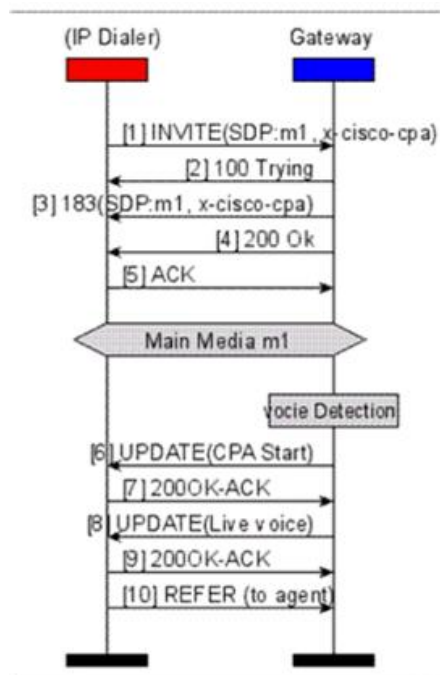 (IP Dialer) Gateway
[1] INVITE(SDP:m1, x-cisco-cpa)
[2] 100 Trying
[3] 183(SDP:m1, x-cisco-cpa)
[4] 200 Ok
[5] ACK
Main Media m1
vocie Detection
[6] UPDATE(CPA Start)
[7] 200OK-ACK
[8] UPDATE(Live voice)
[9] 200OK-ACK
[10] REFER (to agent)